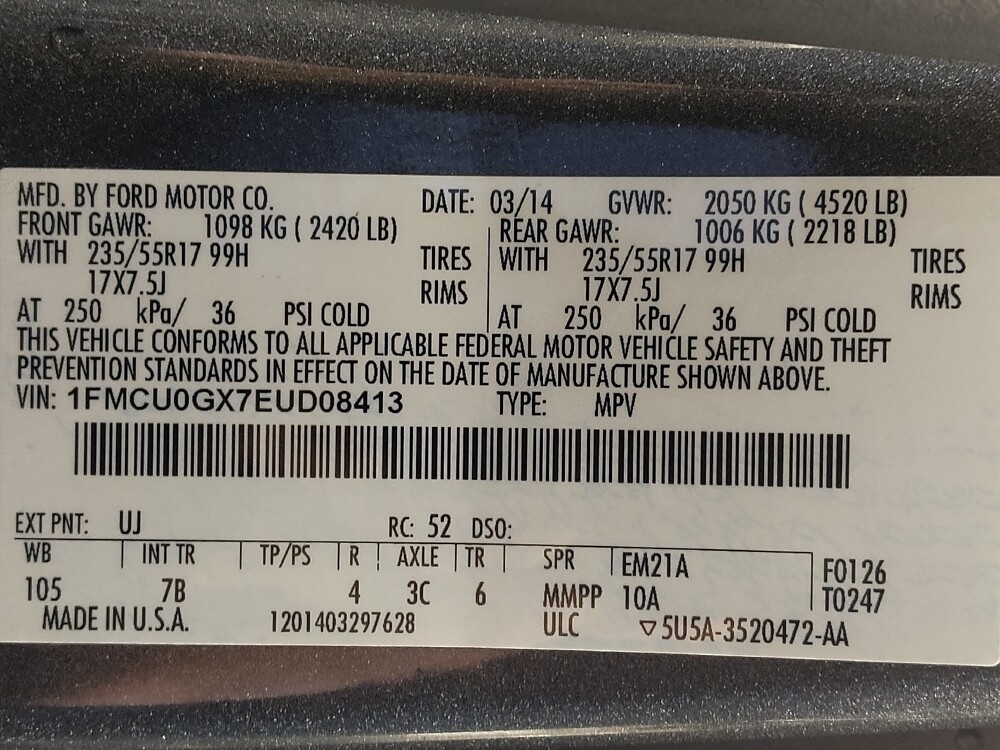 MFD. BY FORD MOTOR CO. DATE: 03/14 GVWR: 2050 KG ( 4520 LB)
FRONT GAWR: 1098 KG ( 2420 LB) REAR GAWR: 1006 KG ( 2218 LB)
WITH 235/55R17 99H TIRES WITH 235/55R17 99H TIRES
17X7.5J RIMS 17X7.5J RIMS
AT 250 kPa/ 36 PSI COLD AT 250 kPa/ 36 PSI COLD
THIS VEHICLE CONFORMS TO ALL APPLICABLE FEDERAL MOTOR VEHICLE SAFETY AND THEFT
PREVENTION STANDARDS IN EFFECT ON THE DATE OF MANUFACTURE SHOWN ABOVE.
VIN: 1FMCU0GX7EUD08413 TYPE: MPV
EXT PNT: UJ RC: 52 DSO:
WB INT TR TP/PS R AXLE TR SPR EM21A F0126
105 7B 4 3C 6 MMPP 10A T0247
MADE IN U.S.A. 1201403297628 ULC ▽5U5A-3520472-AA